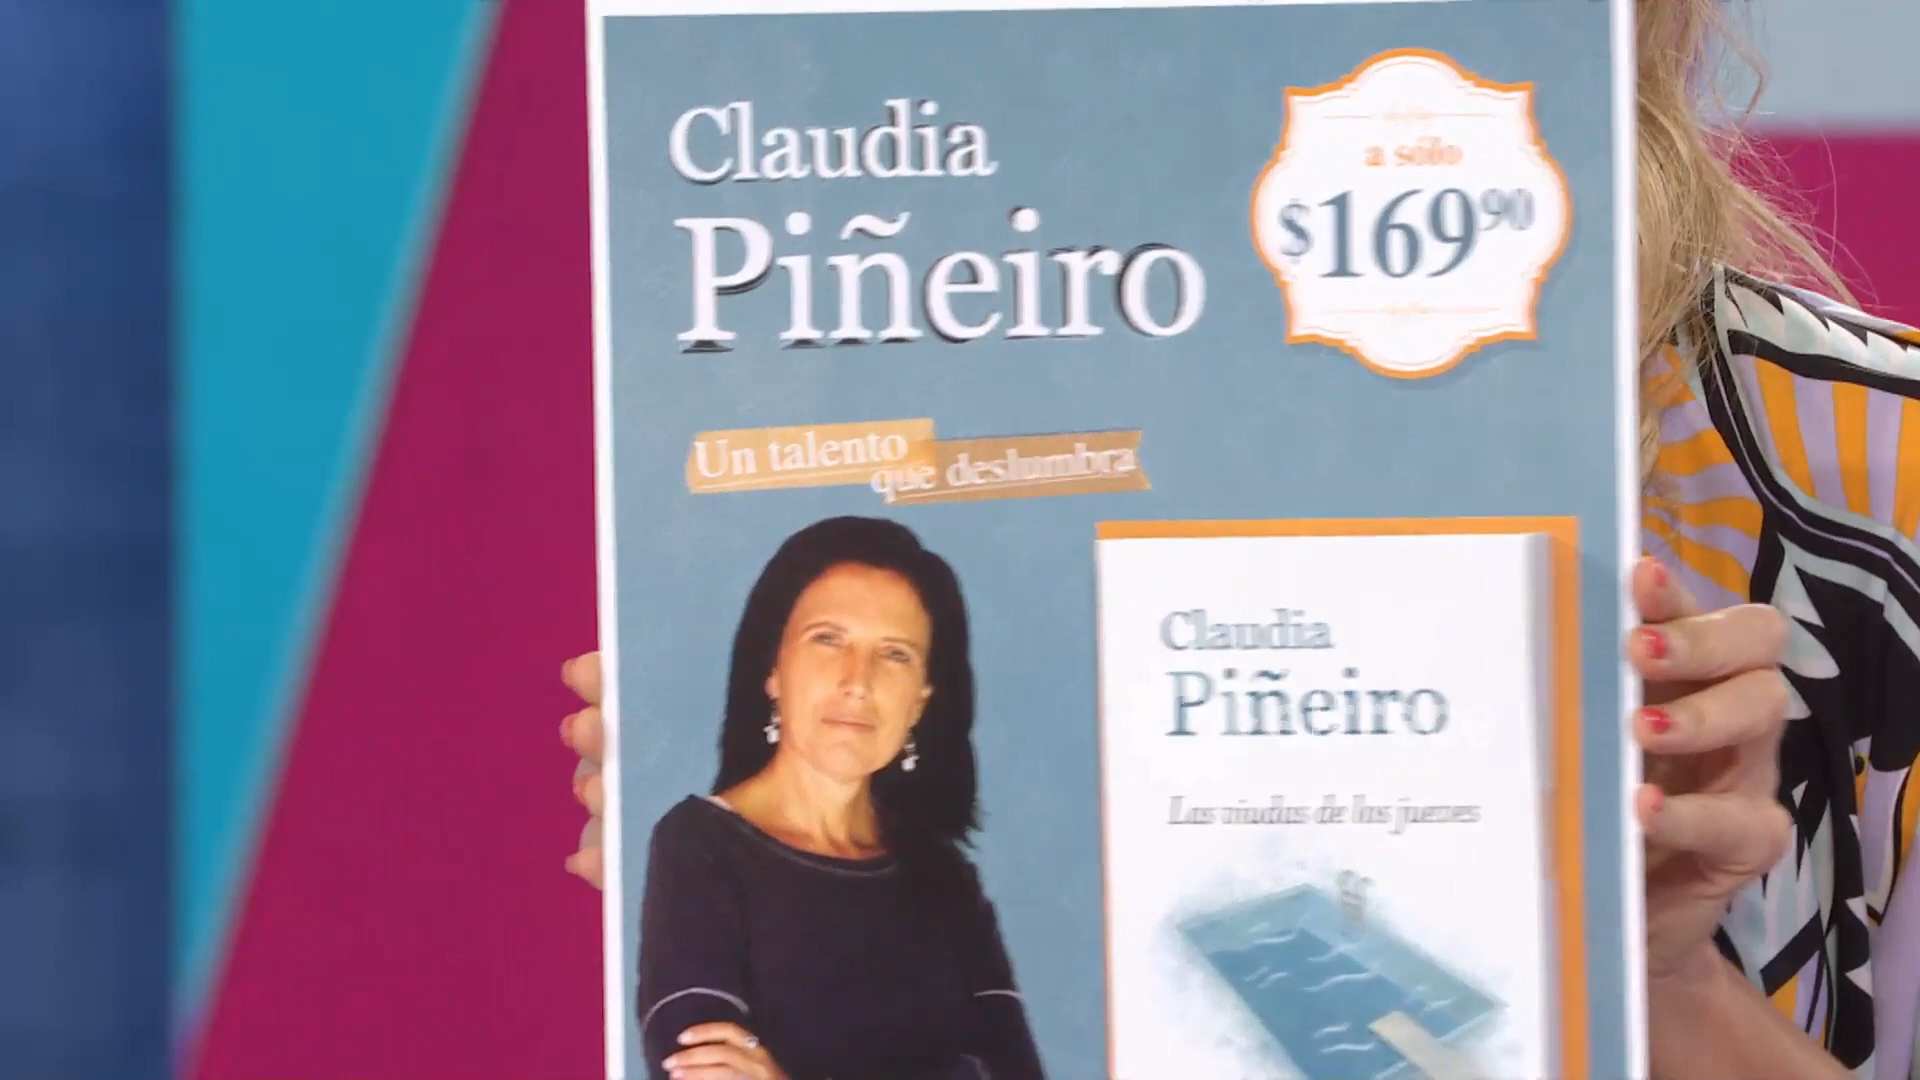 Claudia
Piñeiro
a sólo
$169⁹⁰
Un talento
que deslumbra
Claudia
Piñeiro
Las viudas de los jueves